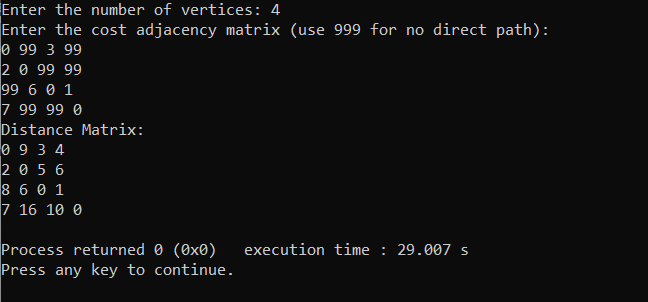 Enter the number of vertices: 4
Enter the cost adjacency matrix (use 999 for no direct path):
0 99 3 99
2 0 99 99
99 6 0 1
7 99 99 0
Distance Matrix:
0 9 3 4
2 0 5 6
8 6 0 1
7 16 10 0
Process returned 0 (0x0)   execution time : 29.007 s
Press any key to continue.